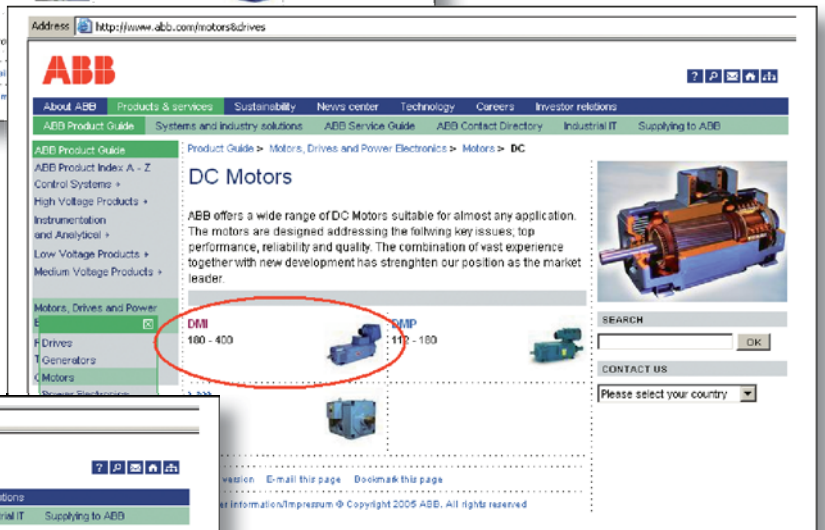 Address http://www.abb.com/motors&drives
ABB
About ABB Products & services Sustainability News center Technology Careers Investor relations
ABB Product Guide Systems and industry solutions ABB Service Guide ABB Contact Directory Industrial IT Supplying to ABB
ABB Product Guide
ABB Product Index A - Z
Control Systems
High Voltage Products
Instrumentation
and Analytical
Low Voltage Products
Medium Voltage Products
Motors, Drives and Power
Drives
Generators
Motors
Power Electronics
Product Guide > Motors, Drives and Power Electronics > Motors > DC
DC Motors
ABB offers a wide range of DC Motors suitable for almost any application.
The motors are designed addressing the follwing key issues; top
performance, reliability and quality. The combination of vast experience
together with new development has strenghten our position as the market
leader.
DMI
180 - 400
DMP
112 - 180
SEARCH
OK
CONTACT US
Please select your country
E-mail this page Bookmark this page
Information/Impressum © Copyright 2005 ABB. All rights reserved
Supplying to ABB